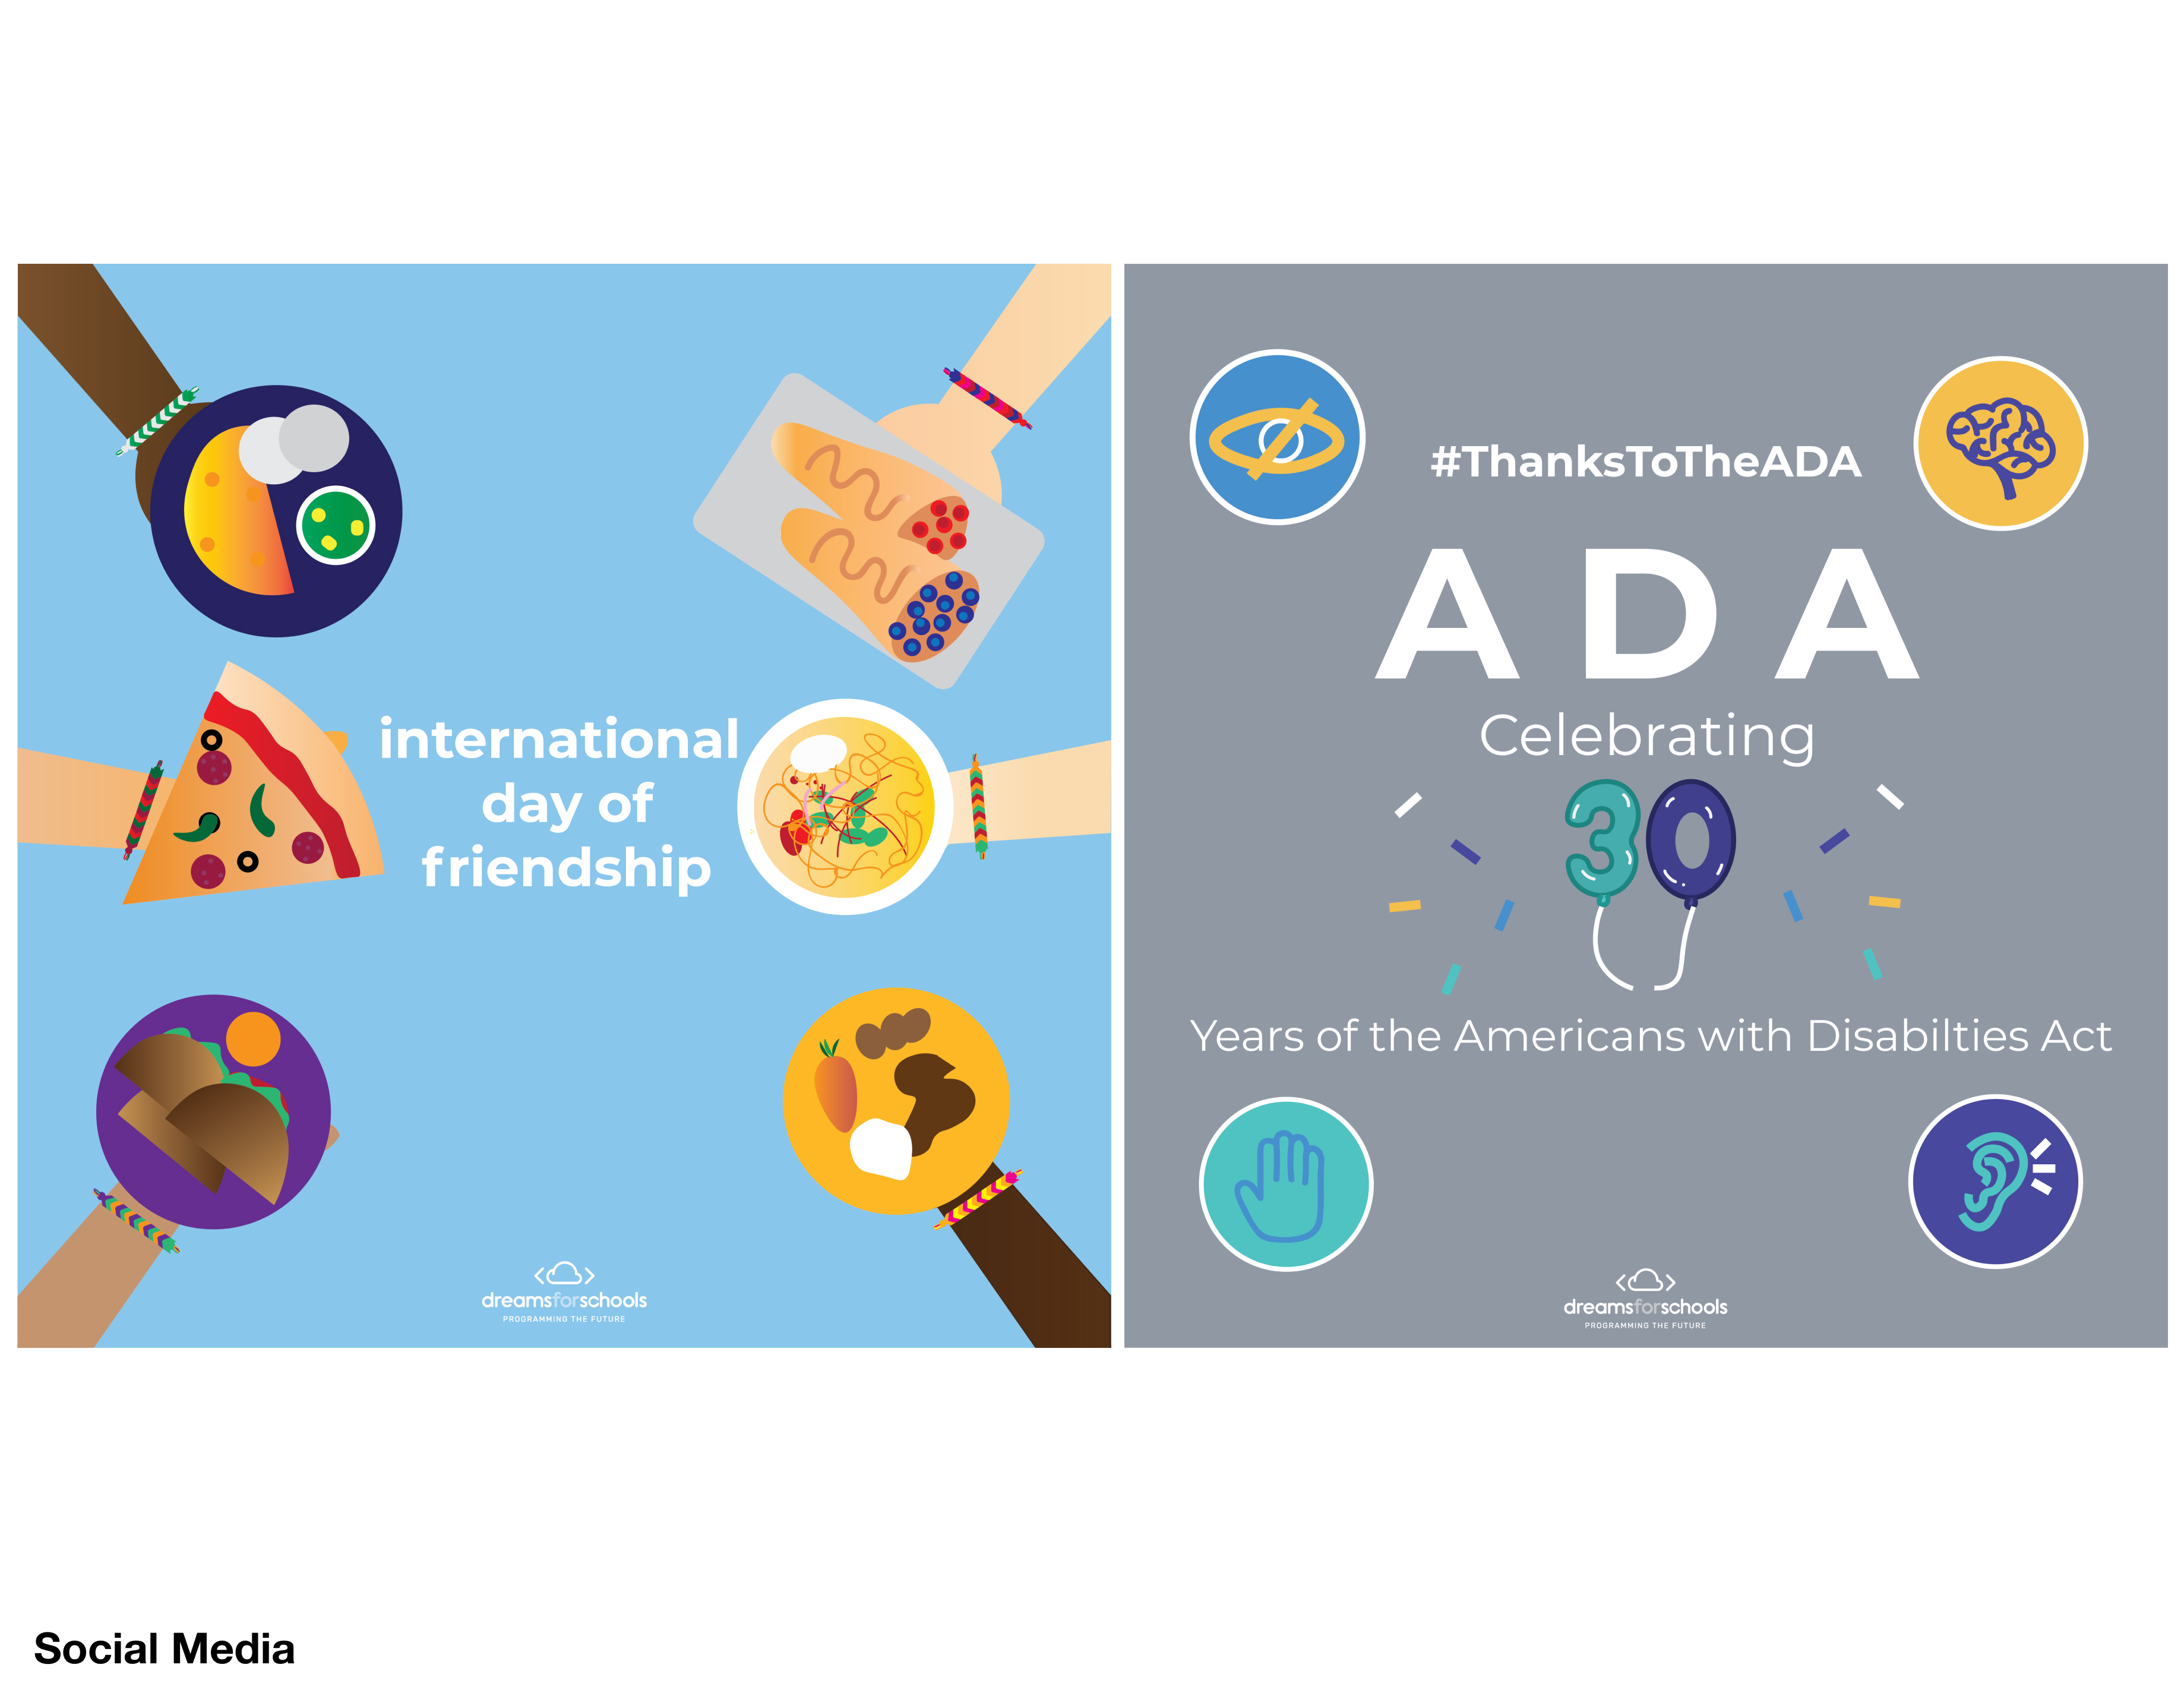 international
day of
friendship
dreamsforschools
PROGRAMMING THE FUTURE
#ThanksToTheADA
ADA
Celebrating
30
Years of the Americans with Disabilties Act
dreamsforschools
PROGRAMMING THE FUTURE
Social Media